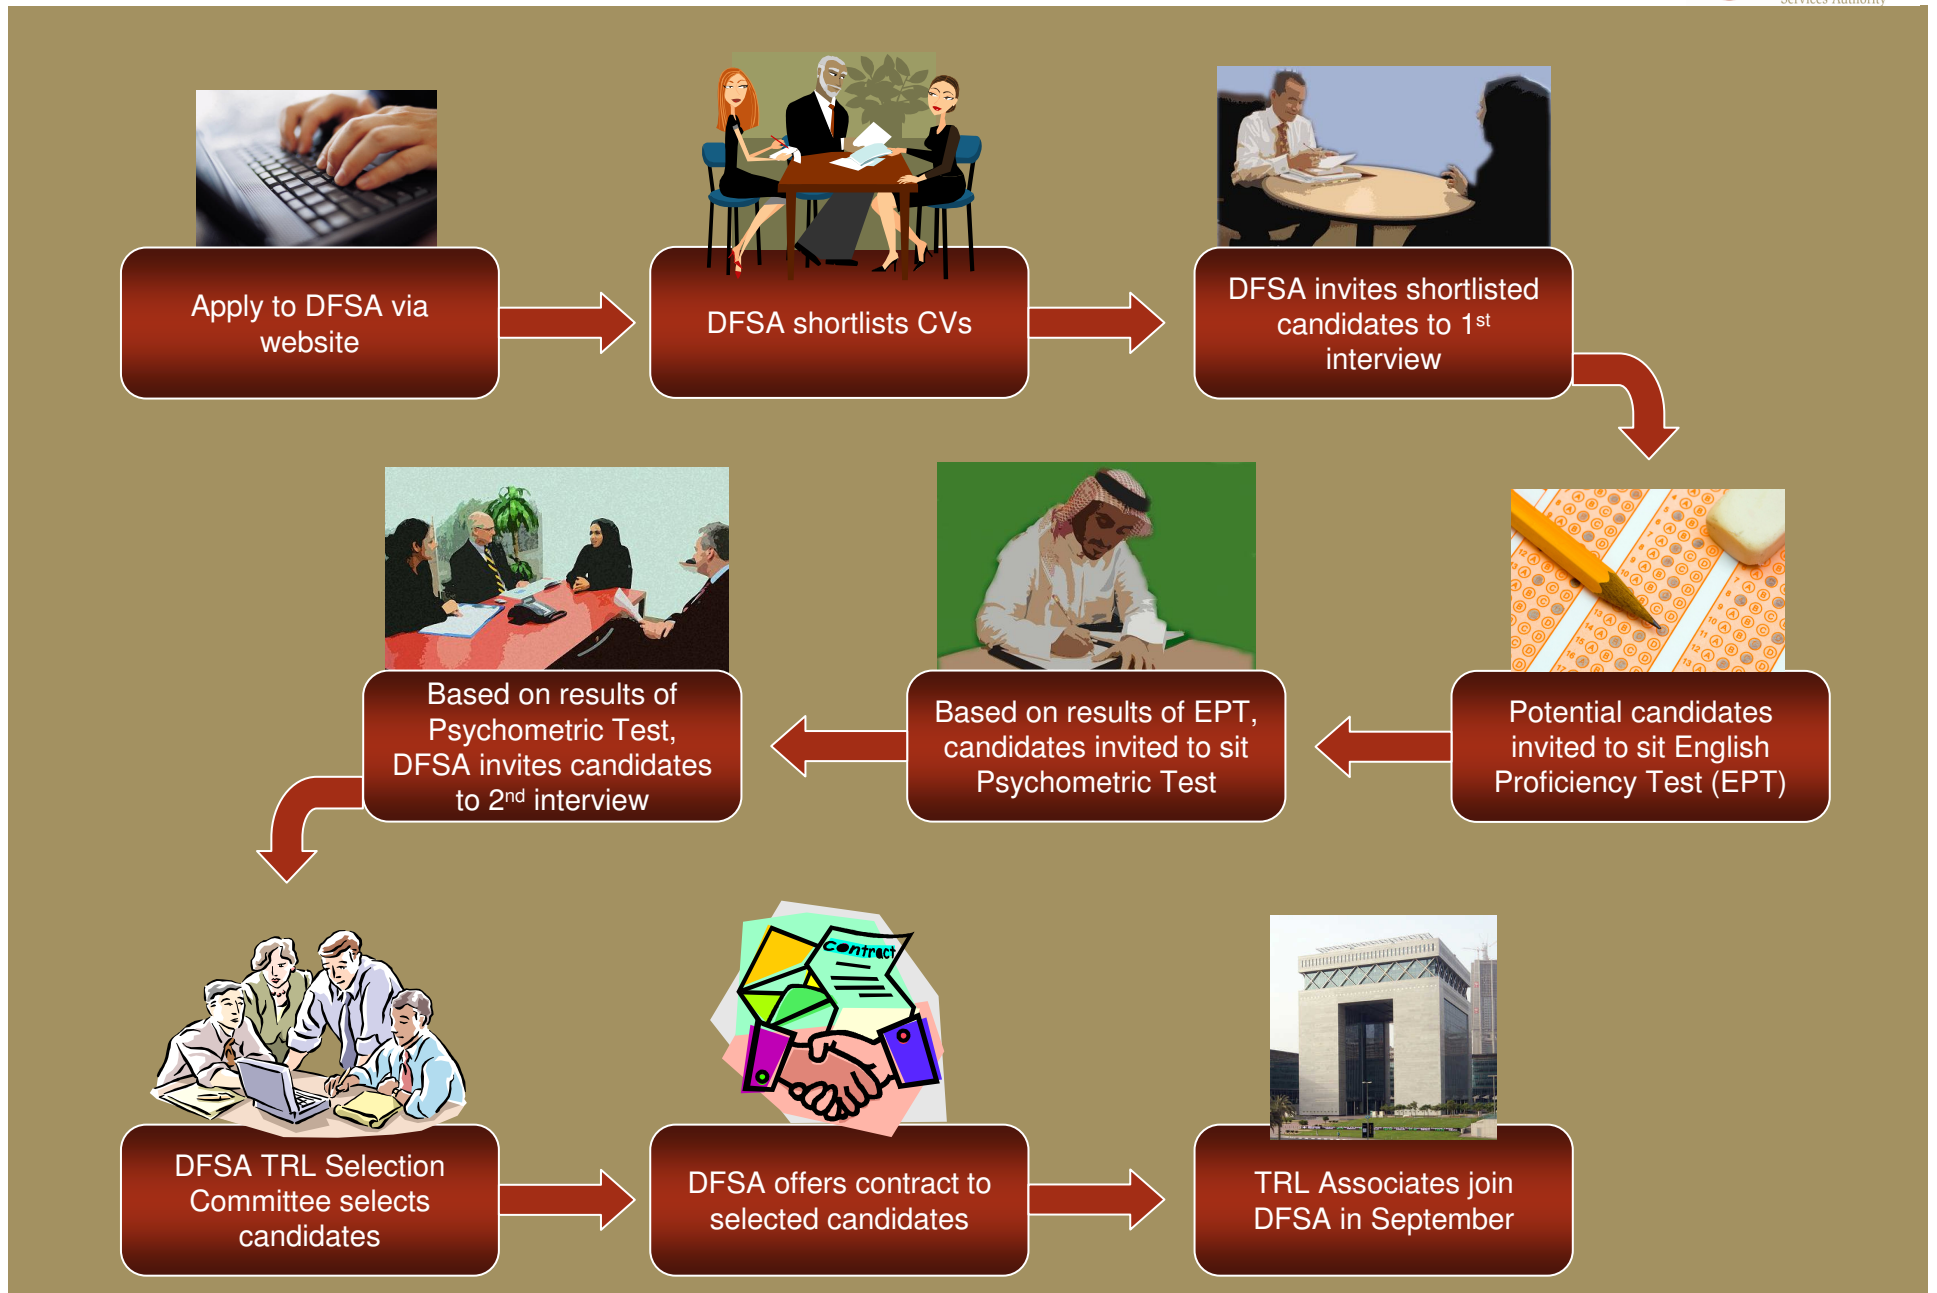 Services Authority
Apply to DFSA via
website
DFSA shortlists CVs
DFSA invites shortlisted
candidates to 1st
interview
Potential candidates
invited to sit English
Proficiency Test (EPT)
Based on results of EPT,
candidates invited to sit
Psychometric Test
Based on results of
Psychometric Test,
DFSA invites candidates
to 2nd interview
contract
DFSA TRL Selection
Committee selects
candidates
DFSA offers contract to
selected candidates
TRL Associates join
DFSA in September